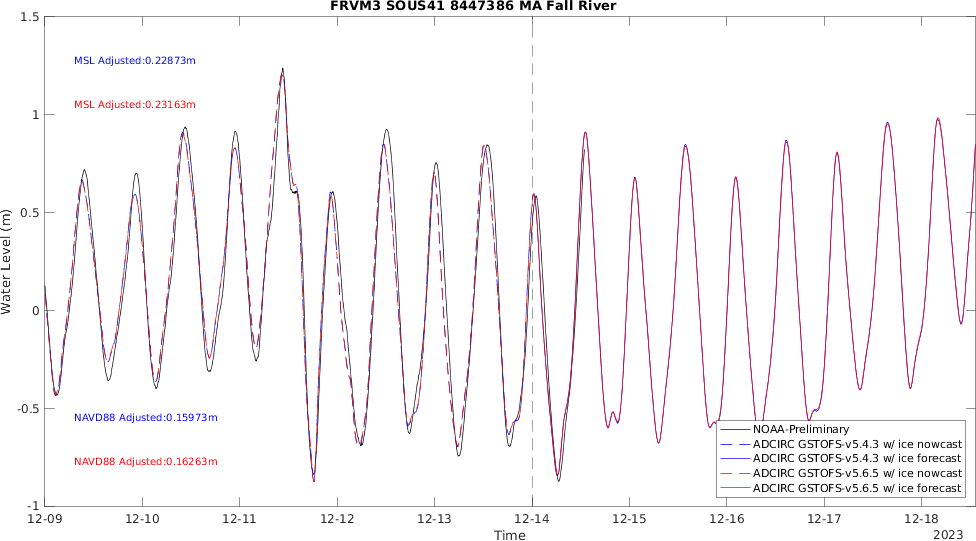 FRVM3 SOUS41 8447386 MA Fall River
1.5
MSL Adjusted:0.22873m
MSL Adjusted:0.23163m
1
0.5
Water Level (m)
0
-0.5
NAVD88 Adjusted:0.15973m
NAVD88 Adjusted:0.16263m
-1
NOAA-Preliminary
ADCIRC GSTOFS-v5.4.3 w/ ice nowcast
ADCIRC GSTOFS-v5.4.3 w/ ice forecast
ADCIRC GSTOFS-v5.6.5 w/ ice nowcast
ADCIRC GSTOFS-v5.6.5 w/ ice forecast
12-09 12-10 12-11 12-12 12-13 12-14 12-15 12-16 12-17 12-18
Time
2023